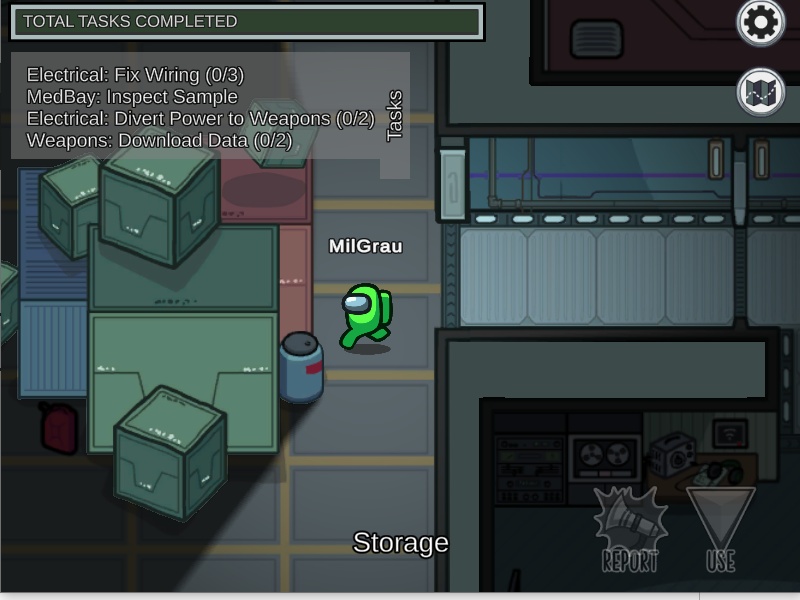 TOTAL TASKS COMPLETED
Electrical: Fix Wiring (0/3)
MedBay: Inspect Sample
Electrical: Divert Power to Weapons (0/2)
Weapons: Download Data (0/2)
Tasks
MilGrau
Storage
REPORT
USE